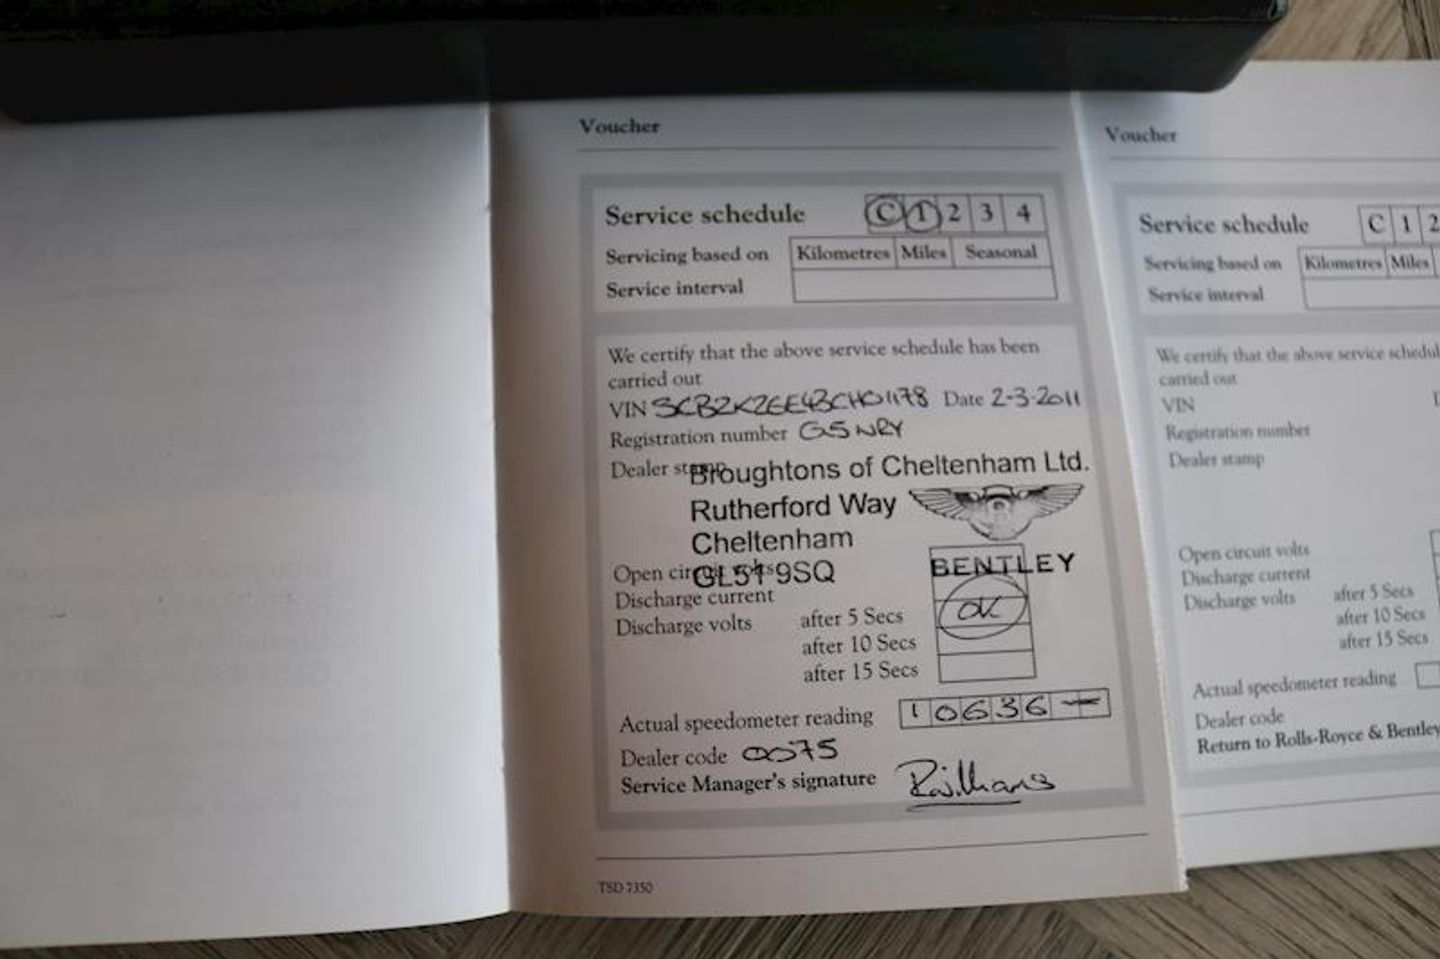 Voucher
Service schedule C 1 2 3 4
Servicing based on Kilometres Miles Seasonal
Service interval
We certify that the above service schedule has been
carried out
VIN SCBZKZ6E43CH01178 Date 2-3-2011
Registration number G5 NRY
Dealer stamp
Broughtons of Cheltenham Ltd.
Rutherford Way
Cheltenham
GL51 9SQ
BENTLEY
Open circuit volts
Discharge current
OK
Discharge volts after 5 Secs
after 10 Secs
after 15 Secs
Actual speedometer reading 10636 -
Dealer code 0075
Service Manager's signature RWilliams
TSD 7350
Voucher
Service schedule C 1 2
Servicing based on Kilometres Miles
Service interval
We certify that the above service schedul
carried out
VIN
Registration number
Dealer stamp
Open circuit volts
Discharge current
Discharge volts after 5 Secs
after 10 Secs
after 15 Secs
Actual speedometer reading
Dealer code
Return to Rolls-Royce & Bentley